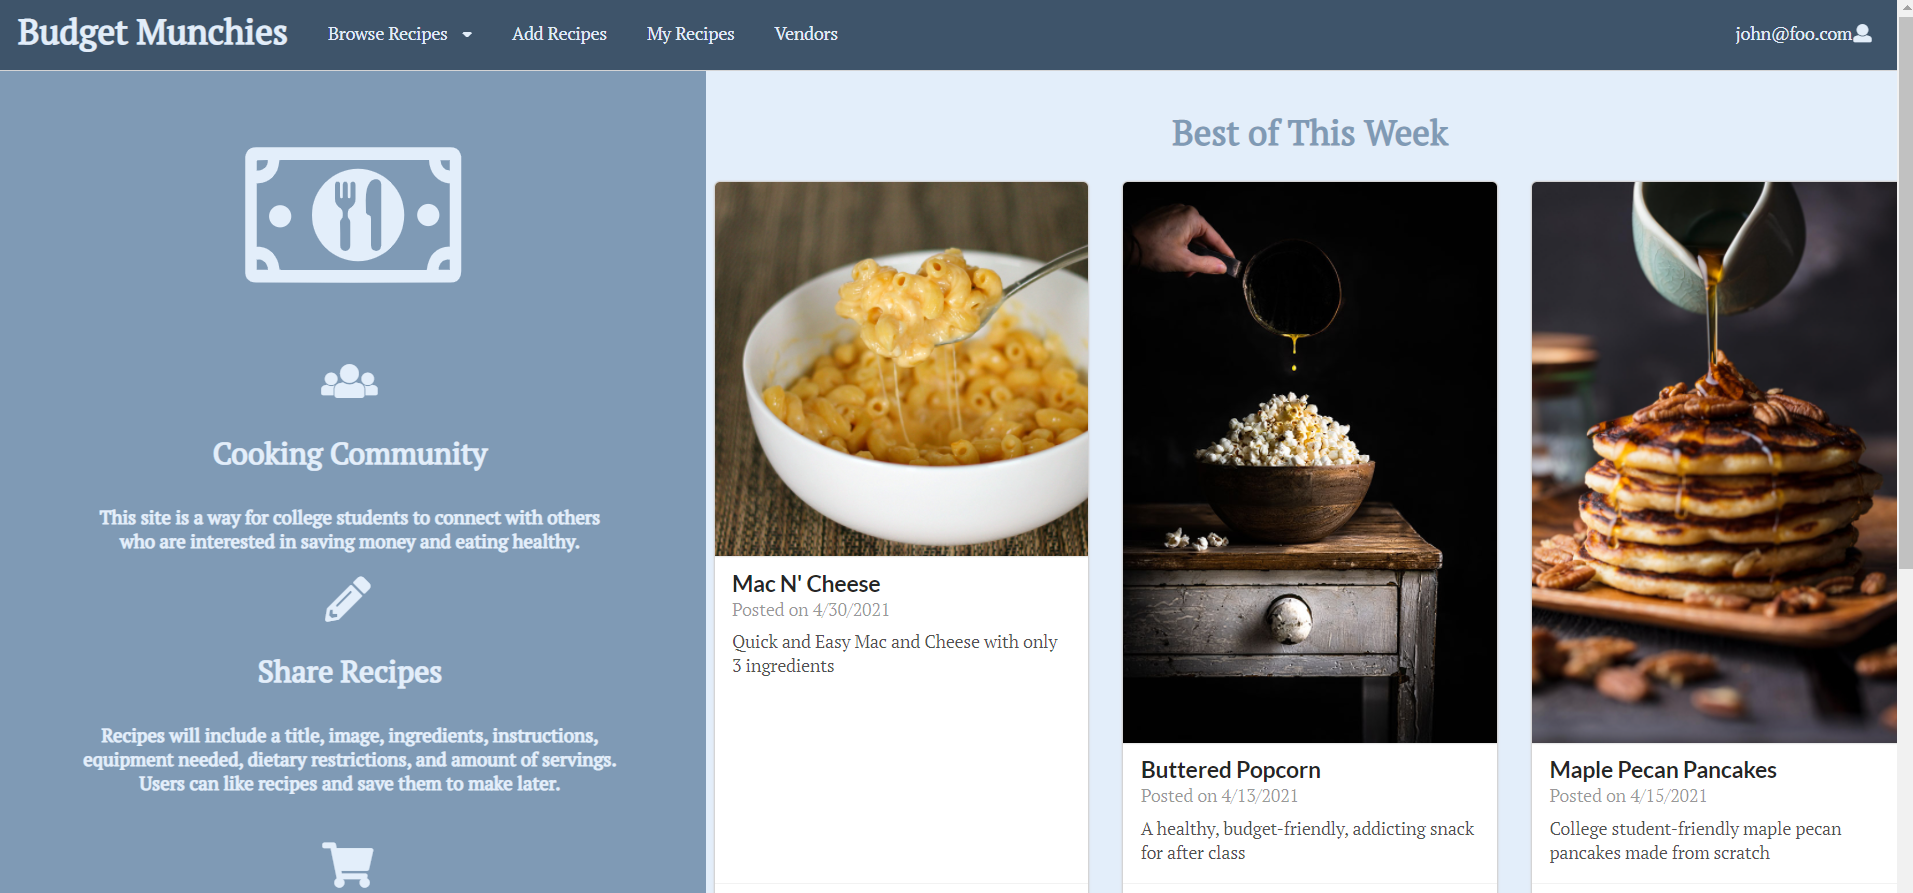 Budget Munchies
Browse Recipes
Add Recipes
My Recipes
Vendors
john@foo.com
Cooking Community
This site is a way for college students to connect with others
who are interested in saving money and eating healthy.
Share Recipes
Recipes will include a title, image, ingredients, instructions,
equipment needed, dietary restrictions, and amount of servings.
Users can like recipes and save them to make later.
Best of This Week
Mac N' Cheese
Posted on 4/30/2021
Quick and Easy Mac and Cheese with only
3 ingredients
Buttered Popcorn
Posted on 4/13/2021
A healthy, budget-friendly, addicting snack
for after class
Maple Pecan Pancakes
Posted on 4/15/2021
College student-friendly maple pecan
pancakes made from scratch